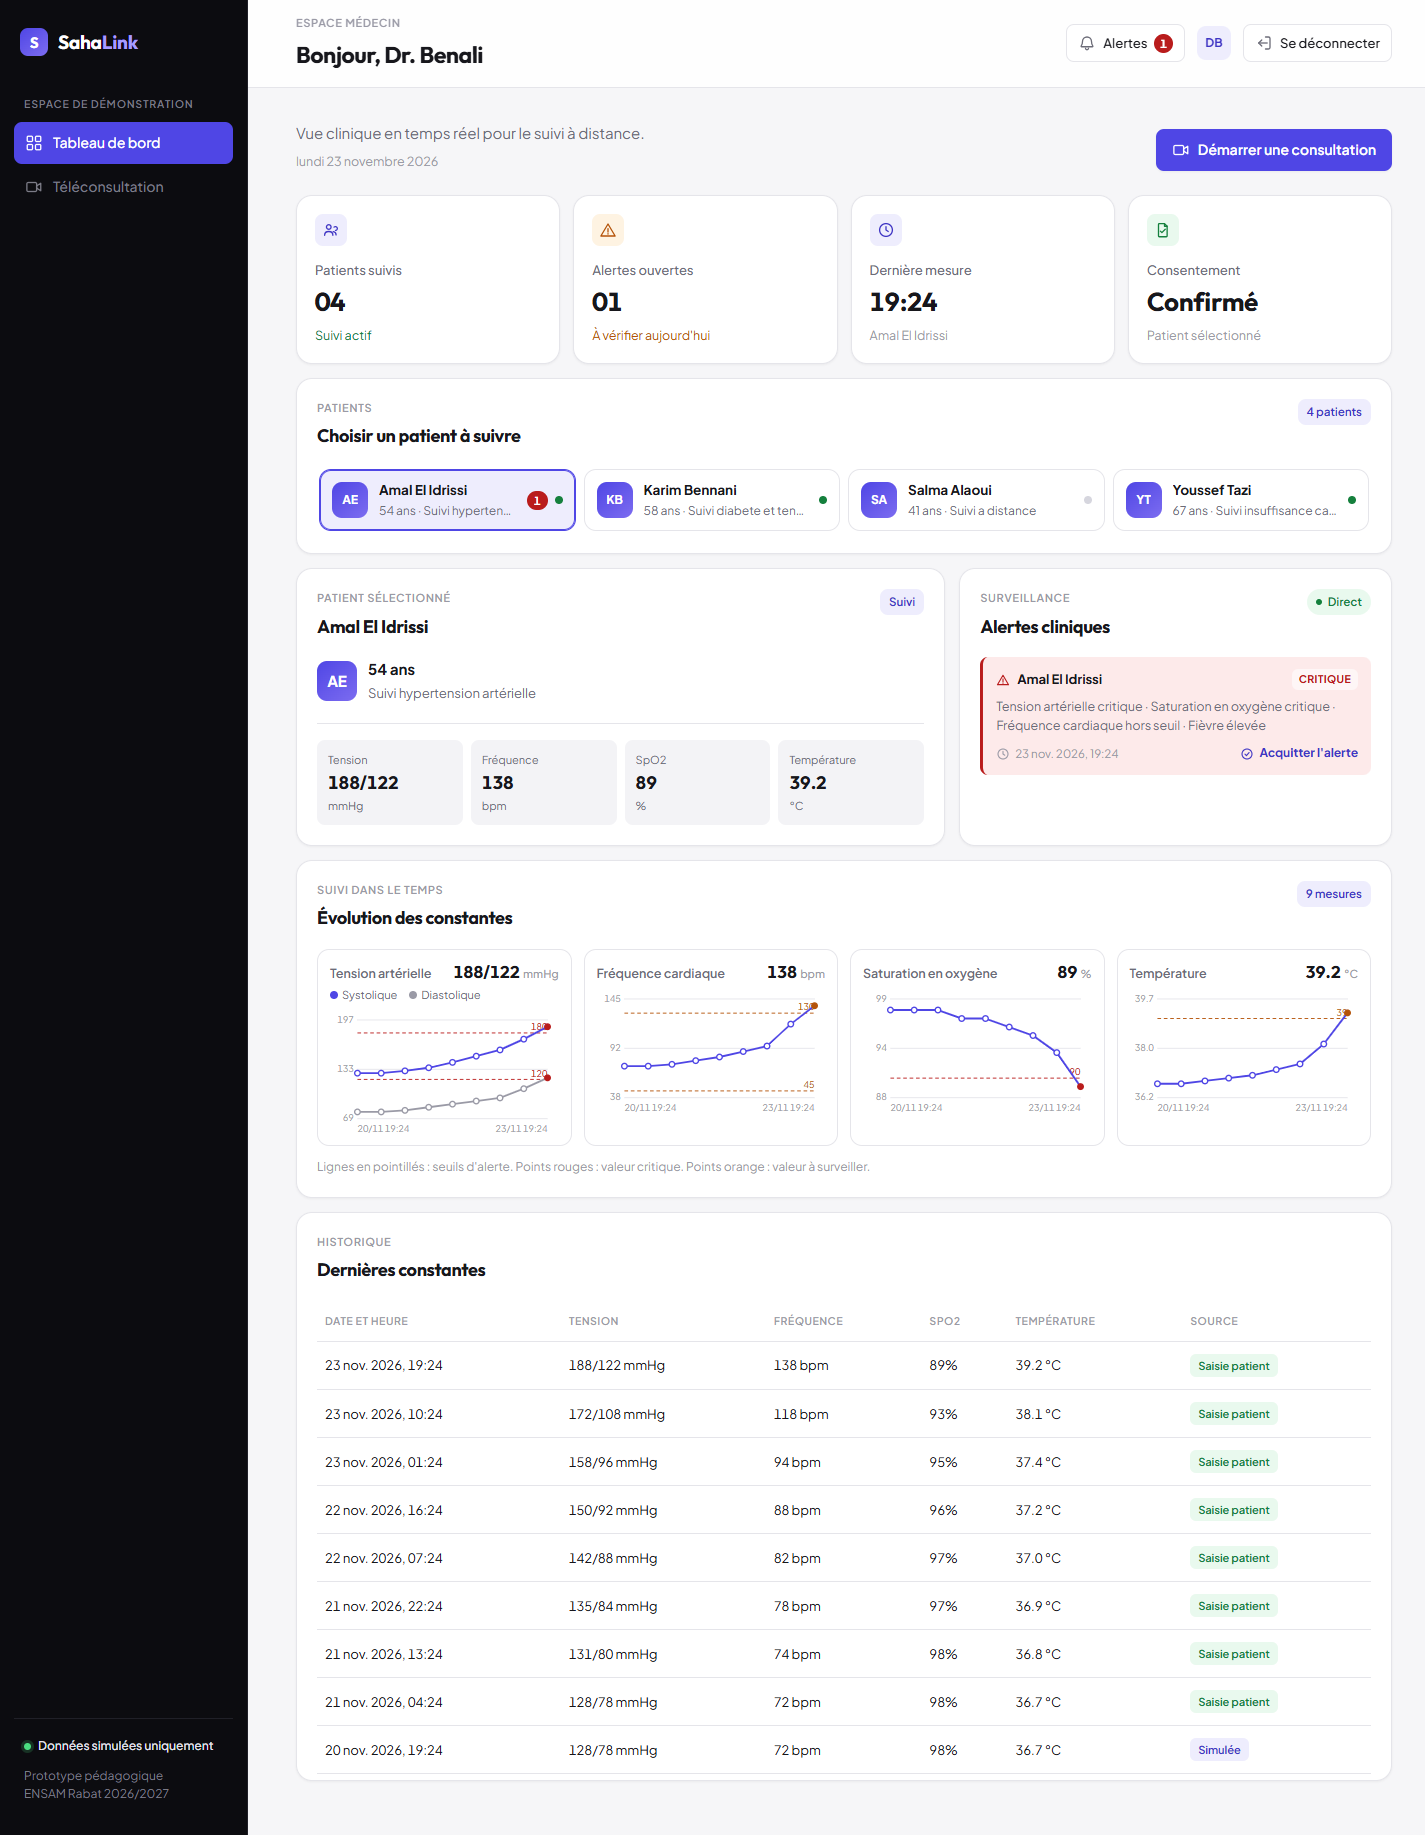 S SahaLink
ESPACE DE DÉMONSTRATION
Tableau de bord
Téléconsultation
Données simulées uniquement
Prototype pédagogique
ENSAM Rabat 2026/2027
ESPACE MÉDECIN
Bonjour, Dr. Benali
Alertes 1
DB
Se déconnecter
Vue clinique en temps réel pour le suivi à distance.
lundi 23 novembre 2026
Démarrer une consultation
Patients suivis
04
Suivi actif
Alertes ouvertes
01
À vérifier aujourd'hui
Dernière mesure
19:24
Amal El Idrissi
Consentement
Confirmé
Patient sélectionné
PATIENTS
Choisir un patient à suivre
4 patients
AE
Amal El Idrissi
54 ans · Suivi hyperten...
1
KB
Karim Bennani
58 ans · Suivi diabete et ten...
SA
Salma Alaoui
41 ans · Suivi a distance
YT
Youssef Tazi
67 ans · Suivi insuffisance ca...
PATIENT SÉLECTIONNÉ
Amal El Idrissi
Suivi
AE
54 ans
Suivi hypertension artérielle
Tension
188/122
mmHg
Fréquence
138
bpm
SpO2
89
%
Température
39.2
°C
SURVEILLANCE
Alertes cliniques
Direct
Amal El Idrissi
CRITIQUE
Tension artérielle critique · Saturation en oxygène critique ·
Fréquence cardiaque hors seuil · Fièvre élevée
23 nov. 2026, 19:24
Acquitter l'alerte
SUIVI DANS LE TEMPS
Évolution des constantes
9 mesures
Tension artérielle 188/122 mmHg
Systolique Diastolique
197
180
133
120
69
20/11 19:24 23/11 19:24
Fréquence cardiaque 138 bpm
145
130
92
45
38
20/11 19:24 23/11 19:24
Saturation en oxygène 89 %
99
94
90
88
20/11 19:24 23/11 19:24
Température 39.2 °C
39.7
39
38.0
36.2
20/11 19:24 23/11 19:24
Lignes en pointillés : seuils d'alerte. Points rouges : valeur critique. Points orange : valeur à surveiller.
HISTORIQUE
Dernières constantes
DATE ET HEURE TENSION FRÉQUENCE SPO2 TEMPÉRATURE SOURCE
23 nov. 2026, 19:24 188/122 mmHg 138 bpm 89% 39.2 °C Saisie patient
23 nov. 2026, 10:24 172/108 mmHg 118 bpm 93% 38.1 °C Saisie patient
23 nov. 2026, 01:24 158/96 mmHg 94 bpm 95% 37.4 °C Saisie patient
22 nov. 2026, 16:24 150/92 mmHg 88 bpm 96% 37.2 °C Saisie patient
22 nov. 2026, 07:24 142/88 mmHg 82 bpm 97% 37.0 °C Saisie patient
21 nov. 2026, 22:24 135/84 mmHg 78 bpm 97% 36.9 °C Saisie patient
21 nov. 2026, 13:24 131/80 mmHg 74 bpm 98% 36.8 °C Saisie patient
21 nov. 2026, 04:24 128/78 mmHg 72 bpm 98% 36.7 °C Saisie patient
20 nov. 2026, 19:24 128/78 mmHg 72 bpm 98% 36.7 °C Simulée